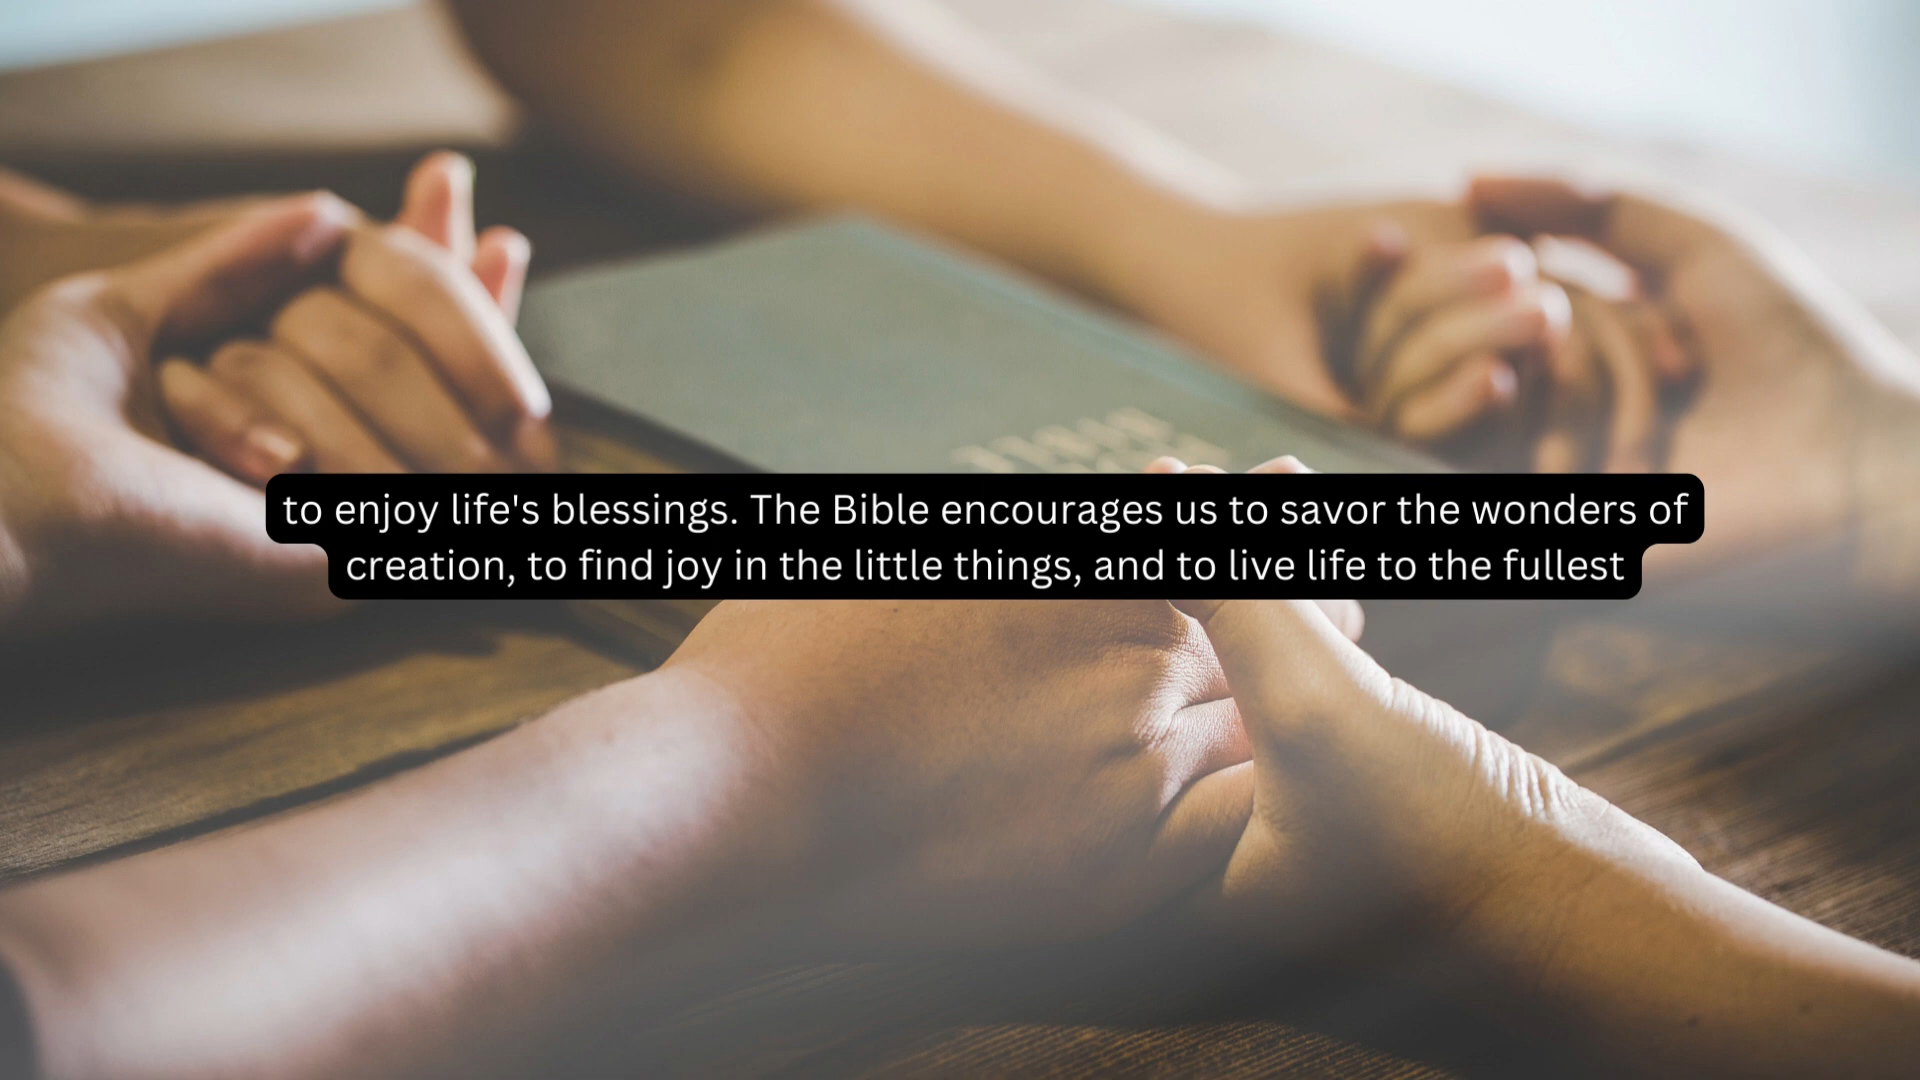 to enjoy life's blessings. The Bible encourages us to savor the wonders of
creation, to find joy in the little things, and to live life to the fullest